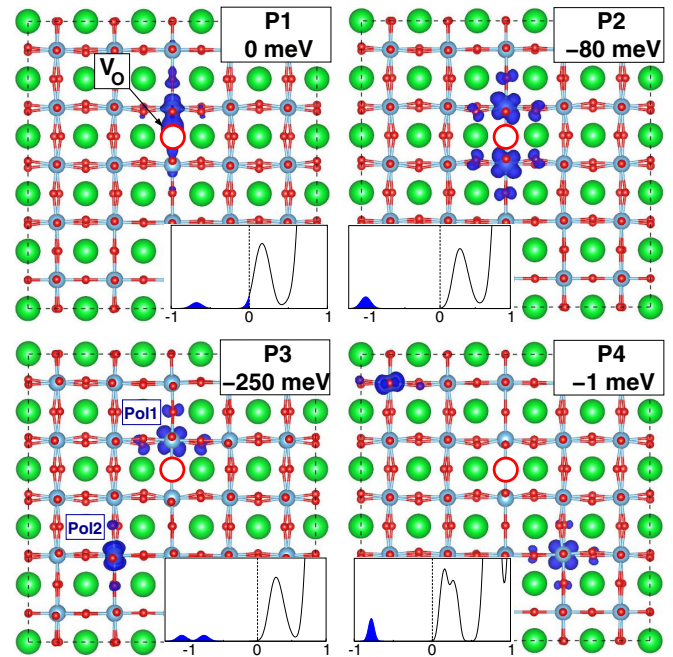 P1
0 meV
V_O
-1 0 1
P2
−80 meV
-1 0 1
P3
−250 meV
Pol1
Pol2
-1 0 1
P4
−1 meV
-1 0 1